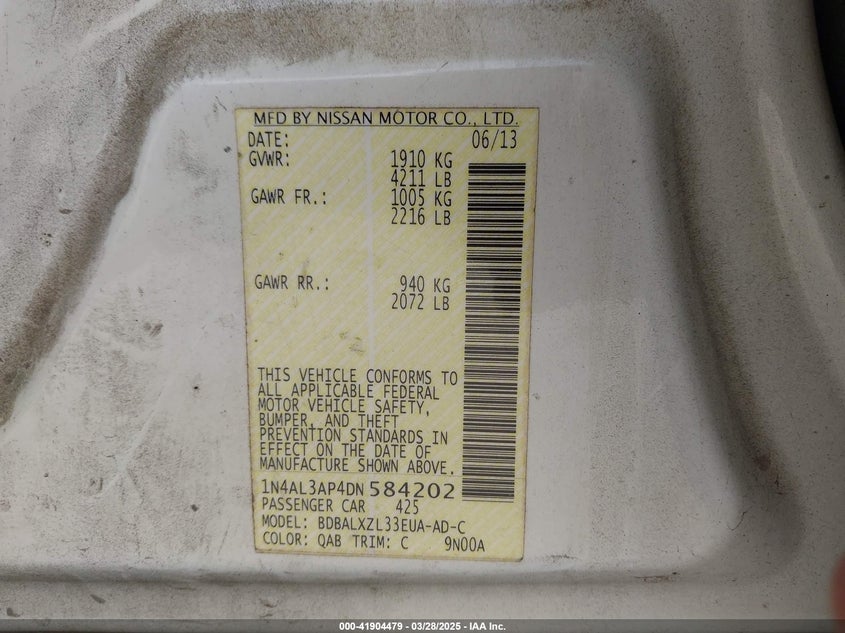 MFD BY NISSAN MOTOR CO., LTD.
DATE: 06/13
GVWR: 1910 KG
4211 LB
GAWR FR.: 1005 KG
2216 LB
GAWR RR.: 940 KG
2072 LB
THIS VEHICLE CONFORMS TO
ALL APPLICABLE FEDERAL
MOTOR VEHICLE SAFETY,
BUMPER, AND THEFT
PREVENTION STANDARDS IN
EFFECT ON THE DATE OF
MANUFACTURE SHOWN ABOVE.
1N4AL3AP4DN584202
PASSENGER CAR 425
MODEL: BDBALXZL33EUA-AD-C
COLOR: QAB TRIM: C 9N00A
000-41904479 — 03/28/2025 — IAA Inc.